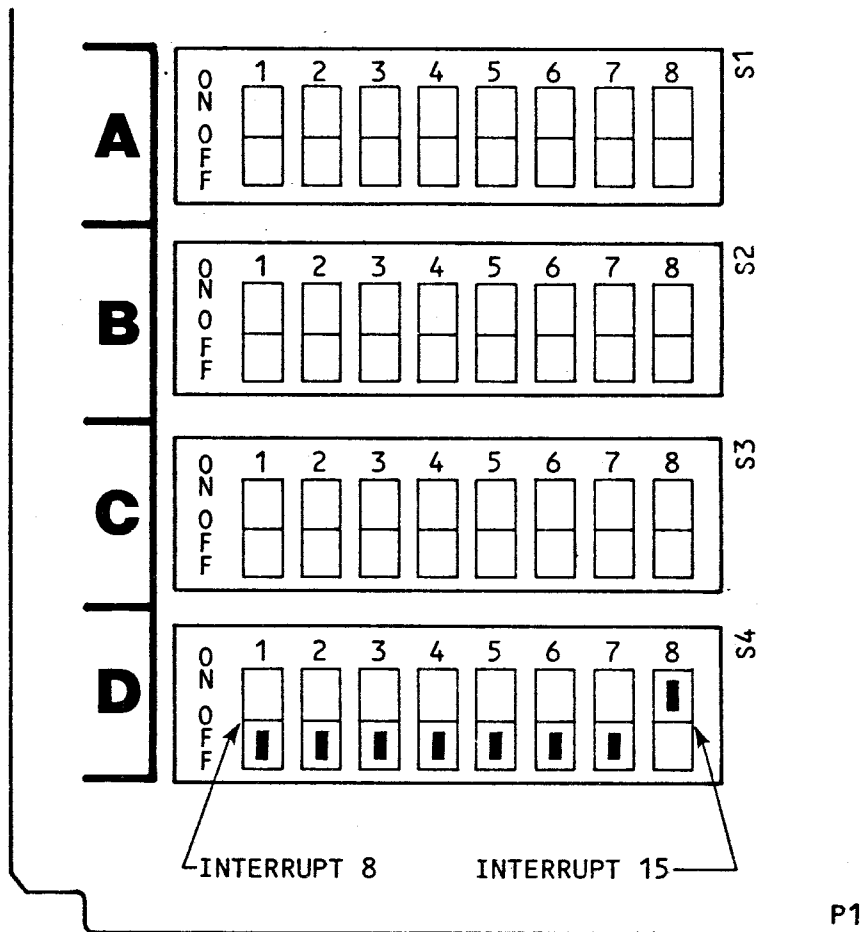 A
ON OFF
1 2 3 4 5 6 7 8
S1
B
ON OFF
1 2 3 4 5 6 7 8
S2
C
ON OFF
1 2 3 4 5 6 7 8
S3
D
ON OFF
1 2 3 4 5 6 7 8
S4
INTERRUPT 8 INTERRUPT 15
P1